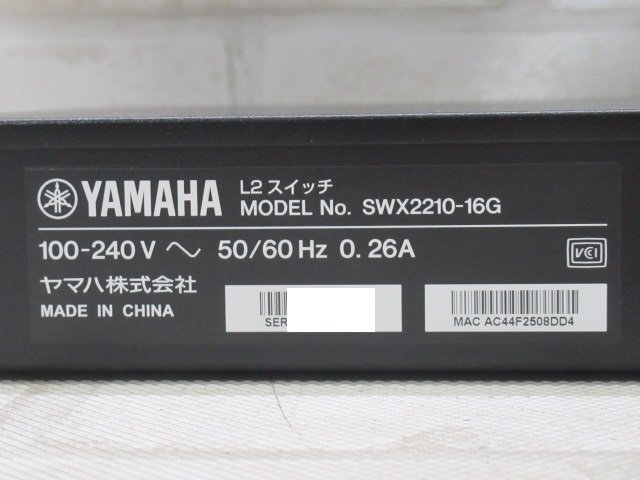 YAMAHA L2 スイッチ
MODEL No. SWX2210-16G
100-240 V ～ 50/60 Hz 0.26A
VCI
ヤマハ株式会社
MADE IN CHINA
SER
MAC AC44F2508DD4